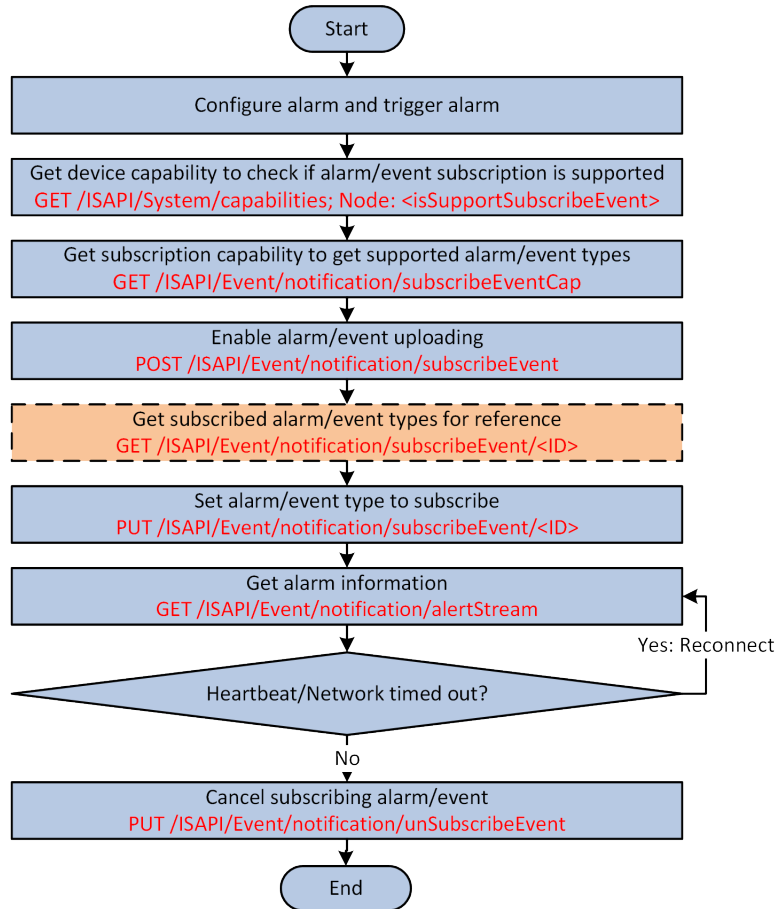 Start
Configure alarm and trigger alarm
Get device capability to check if alarm/event subscription is supported
GET /ISAPI/System/capabilities; Node: <isSupportSubscribeEvent>
Get subscription capability to get supported alarm/event types
GET /ISAPI/Event/notification/subscribeEventCap
Enable alarm/event uploading
POST /ISAPI/Event/notification/subscribeEvent
Get subscribed alarm/event types for reference
GET /ISAPI/Event/notification/subscribeEvent/<ID>
Set alarm/event type to subscribe
PUT /ISAPI/Event/notification/subscribeEvent/<ID>
Get alarm information
GET /ISAPI/Event/notification/alertStream
Yes: Reconnect
Heartbeat/Network timed out?
No
Cancel subscribing alarm/event
PUT /ISAPI/Event/notification/unSubscribeEvent
End